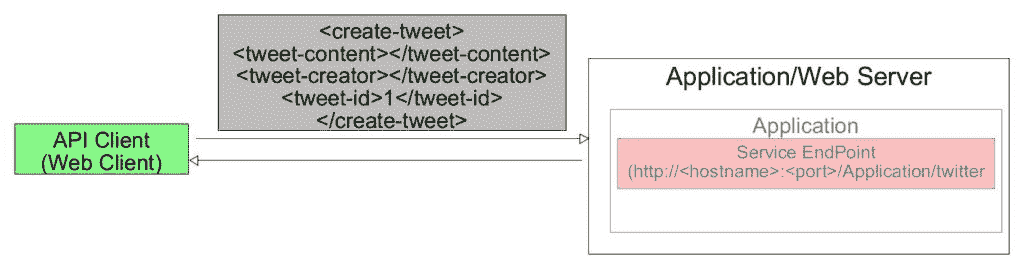 <create-tweet>
<tweet-content></tweet-content>
<tweet-creator></tweet-creator>
<tweet-id>1</tweet-id>
</create-tweet>
API Client
(Web Client)
Application/Web Server
Application
Service EndPoint
(http://<hostname>:<port>/Application/twitter